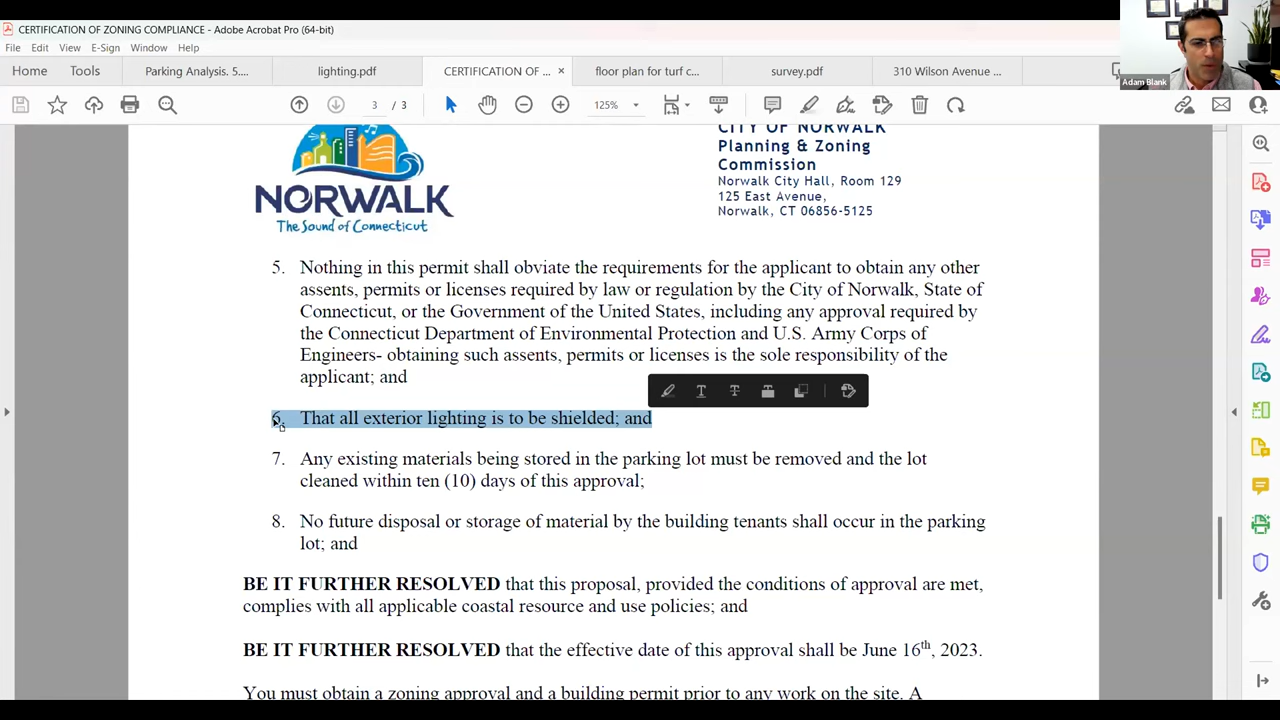 CERTIFICATION OF ZONING COMPLIANCE - Adobe Acrobat Pro (64-bit)
File Edit View E-Sign Window Help
Home Tools Parking Analysis. 5.... lighting.pdf CERTIFICATION OF ... × floor plan for turf c... survey.pdf 310 Wilson Avenue ...
Adam Blank
3 / 3 125%
CITY OF NORWALK
Planning & Zoning
Commission
Norwalk City Hall, Room 129
125 East Avenue,
Norwalk, CT 06856-5125
NORWALK
The Sound of Connecticut
5. Nothing in this permit shall obviate the requirements for the applicant to obtain any other
assents, permits or licenses required by law or regulation by the City of Norwalk, State of
Connecticut, or the Government of the United States, including any approval required by
the Connecticut Department of Environmental Protection and U.S. Army Corps of
Engineers- obtaining such assents, permits or licenses is the sole responsibility of the
applicant; and
6. That all exterior lighting is to be shielded; and
7. Any existing materials being stored in the parking lot must be removed and the lot
cleaned within ten (10) days of this approval;
8. No future disposal or storage of material by the building tenants shall occur in the parking
lot; and
BE IT FURTHER RESOLVED that this proposal, provided the conditions of approval are met,
complies with all applicable coastal resource and use policies; and
BE IT FURTHER RESOLVED that the effective date of this approval shall be June 16th, 2023.
You must obtain a zoning approval and a building permit prior to any work on the site. A